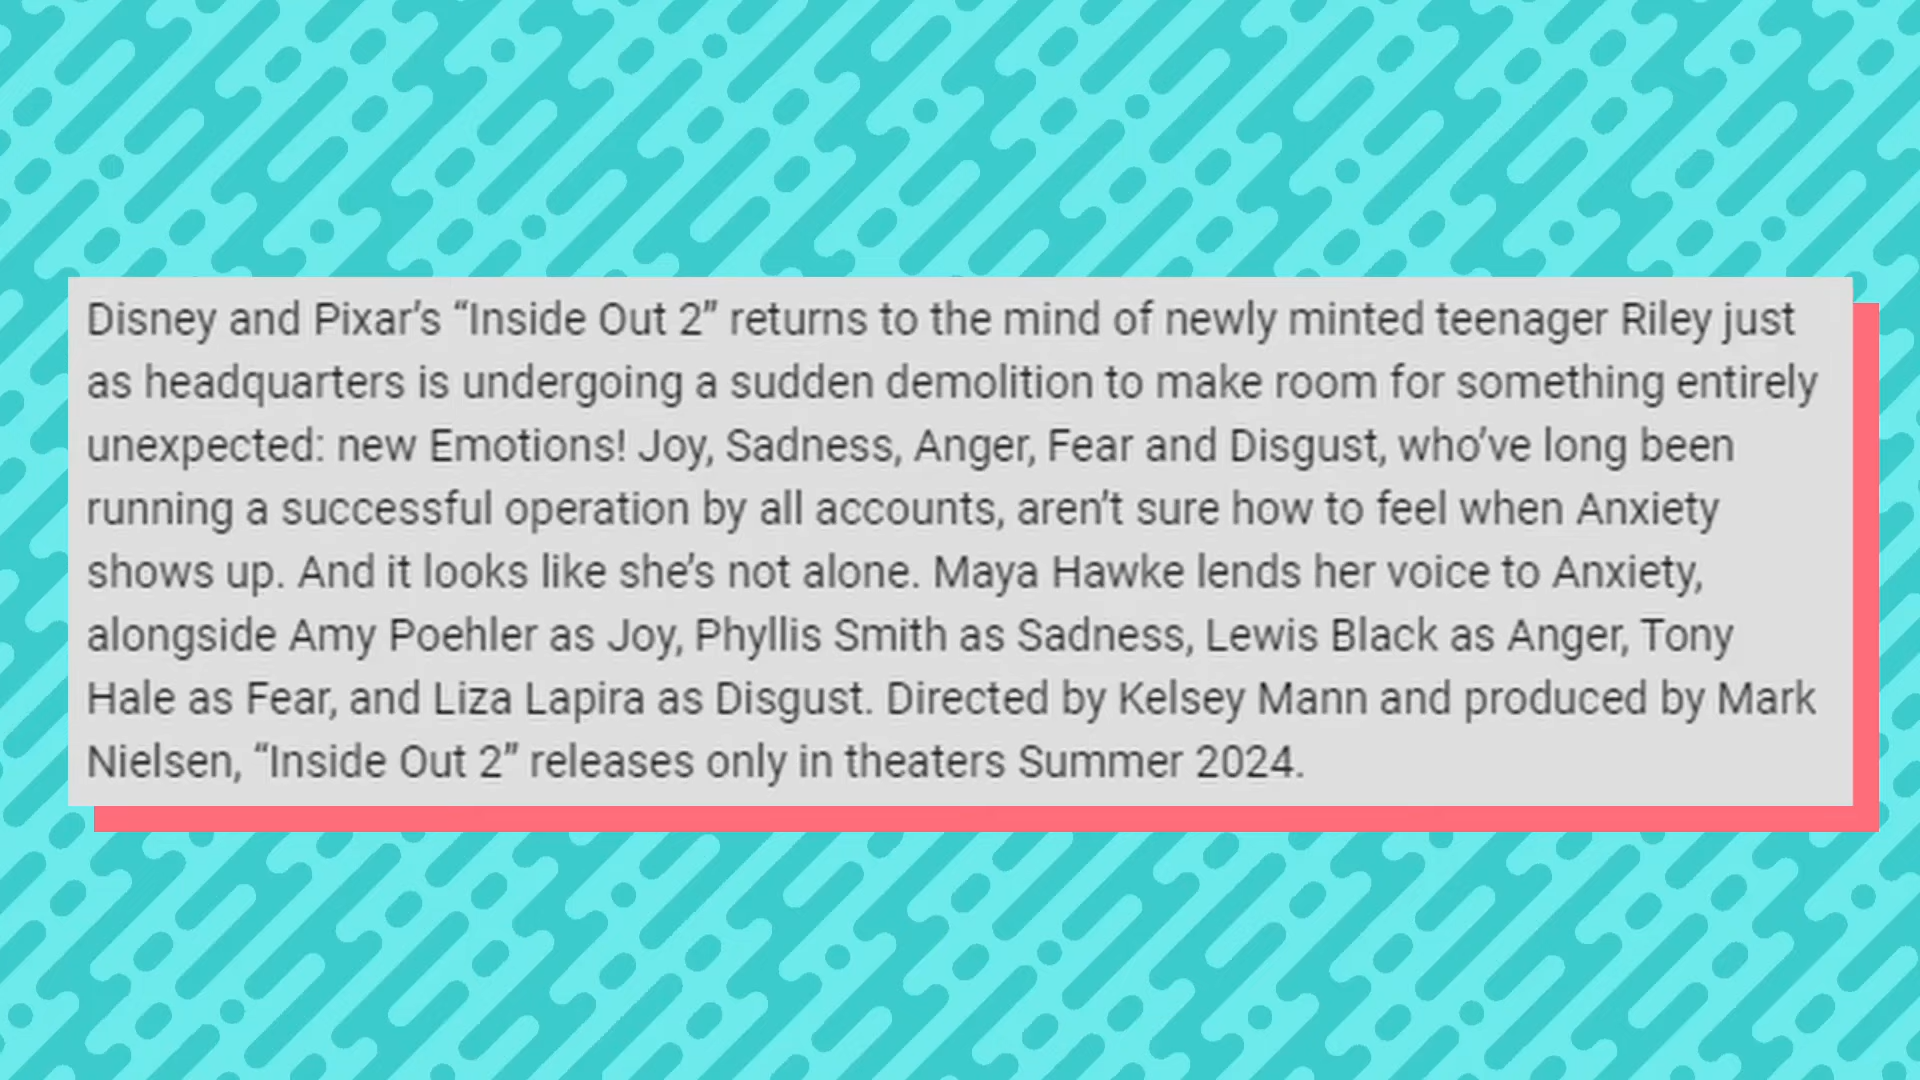 Disney and Pixar’s “Inside Out 2” returns to the mind of newly minted teenager Riley just
as headquarters is undergoing a sudden demolition to make room for something entirely
unexpected: new Emotions! Joy, Sadness, Anger, Fear and Disgust, who’ve long been
running a successful operation by all accounts, aren’t sure how to feel when Anxiety
shows up. And it looks like she’s not alone. Maya Hawke lends her voice to Anxiety,
alongside Amy Poehler as Joy, Phyllis Smith as Sadness, Lewis Black as Anger, Tony
Hale as Fear, and Liza Lapira as Disgust. Directed by Kelsey Mann and produced by Mark
Nielsen, “Inside Out 2” releases only in theaters Summer 2024.